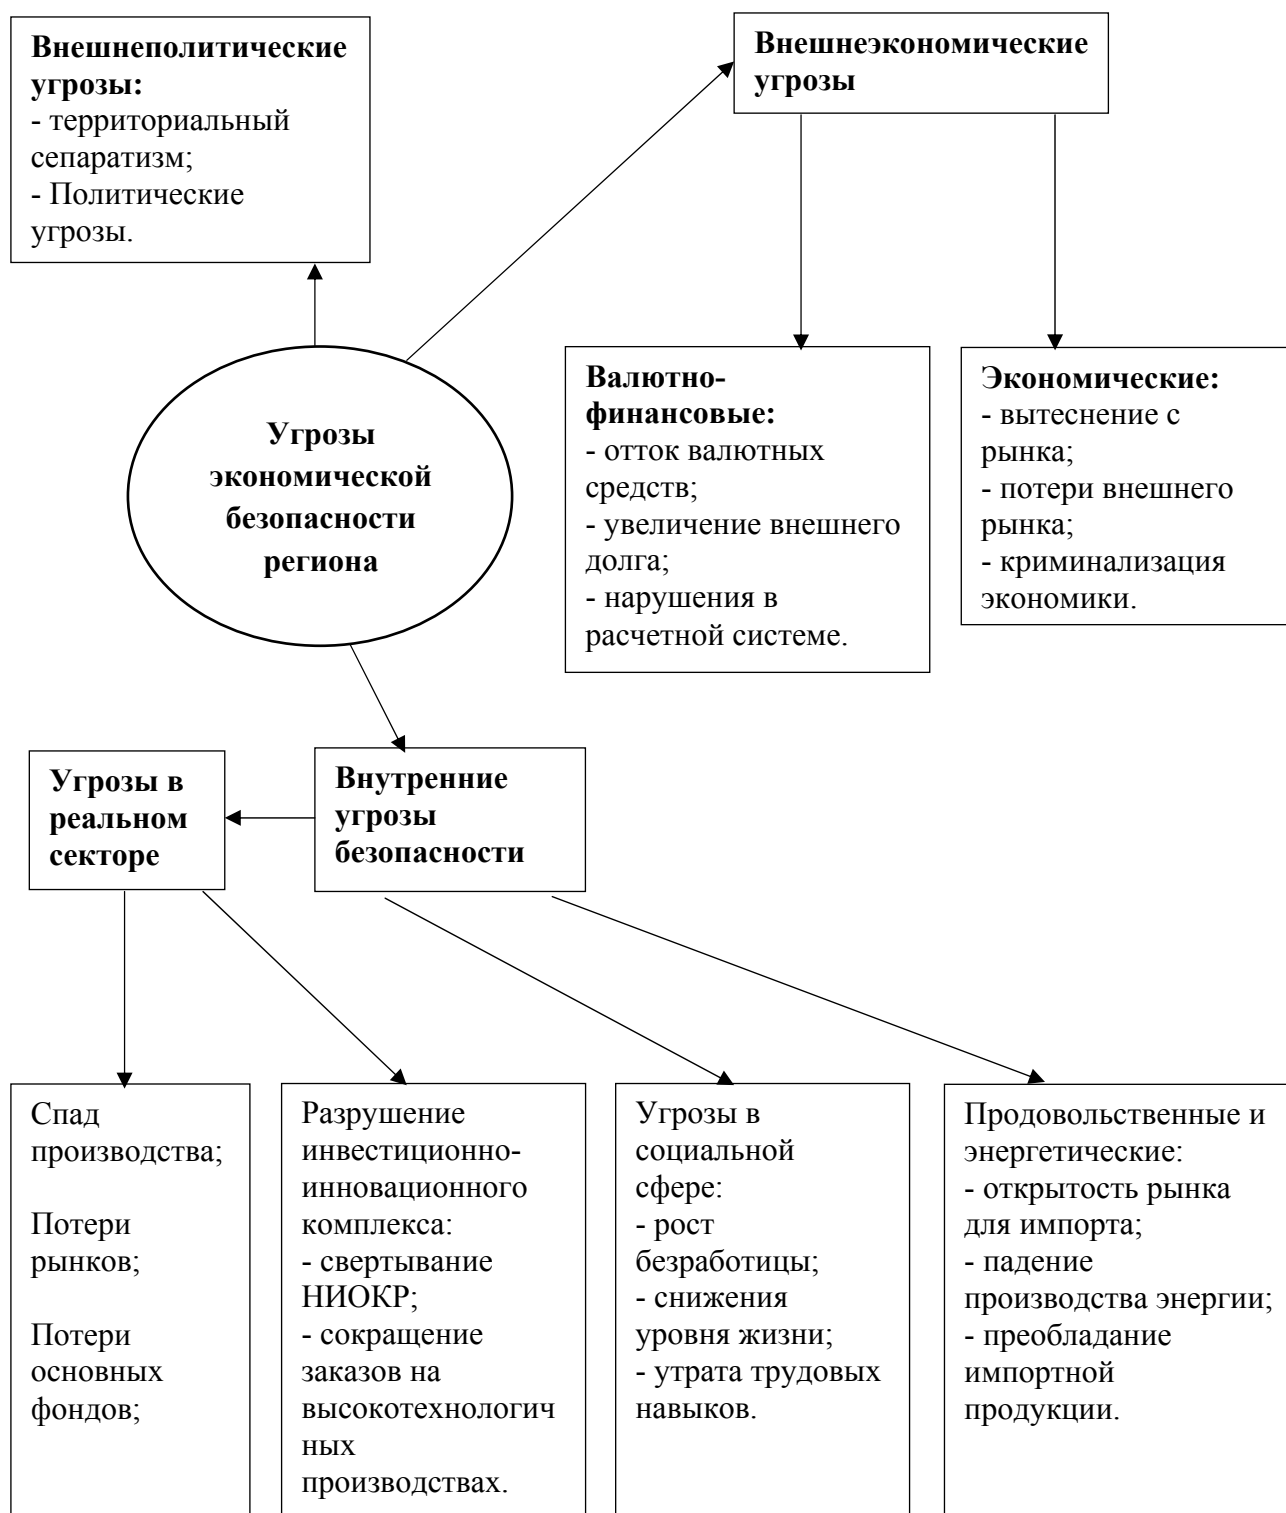 Внешнеполитические
угрозы:
- территориальный
сепаратизм;
- Политические
угрозы.
Внешнеэкономические
угрозы
Угрозы
экономической
безопасности
региона
Валютно-
финансовые:
- отток валютных
средств;
- увеличение внешнего
долга;
- нарушения в
расчетной системе.
Экономические:
- вытеснение с
рынка;
- потери внешнего
рынка;
- криминализация
экономики.
Угрозы в
реальном
секторе
Внутренние
угрозы
безопасности
Спад
производства;
Потери
рынков;
Потери
основных
фондов;
Разрушение
инвестиционно-
инновационного
комплекса:
- свертывание
НИОКР;
- сокращение
заказов на
высокотехнологич
ных
производствах.
Угрозы в
социальной
сфере:
- рост
безработицы;
- снижения
уровня жизни;
- утрата трудовых
навыков.
Продовольственные и
энергетические:
- открытость рынка
для импорта;
- падение
производства энергии;
- преобладание
импортной
продукции.